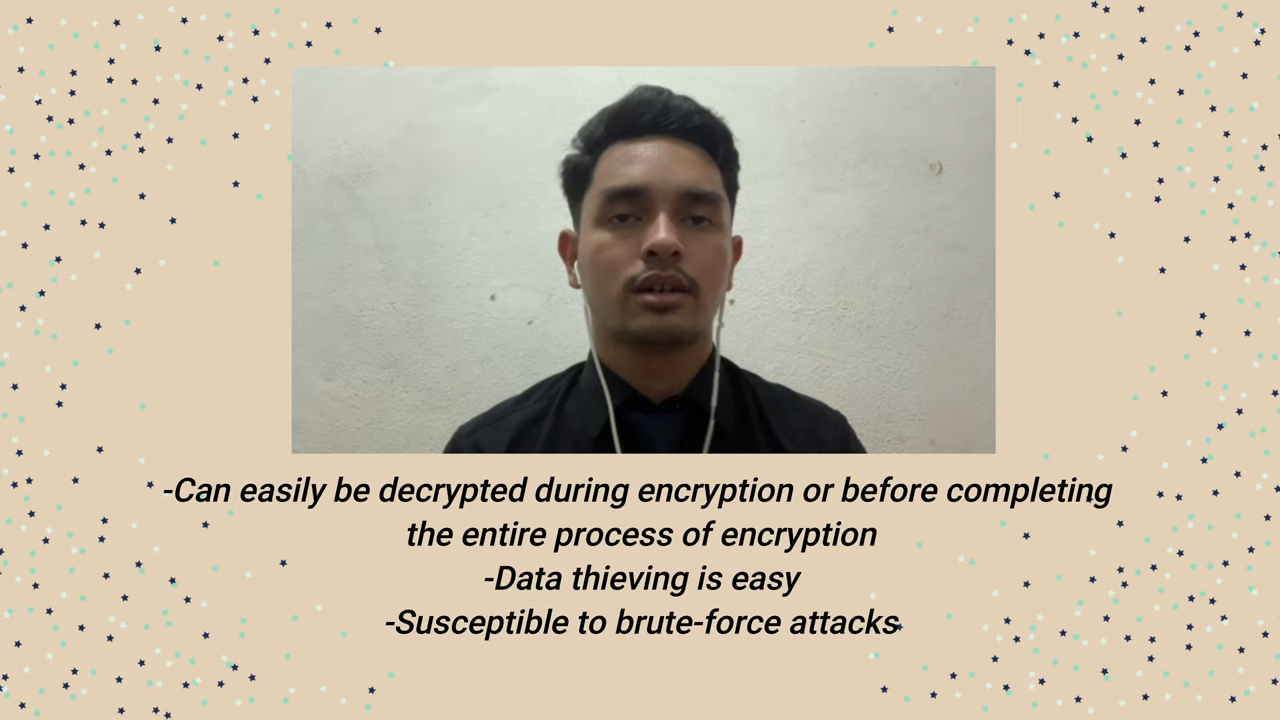 -Can easily be decrypted during encryption or before completing
the entire process of encryption
-Data thieving is easy
-Susceptible to brute-force attacks